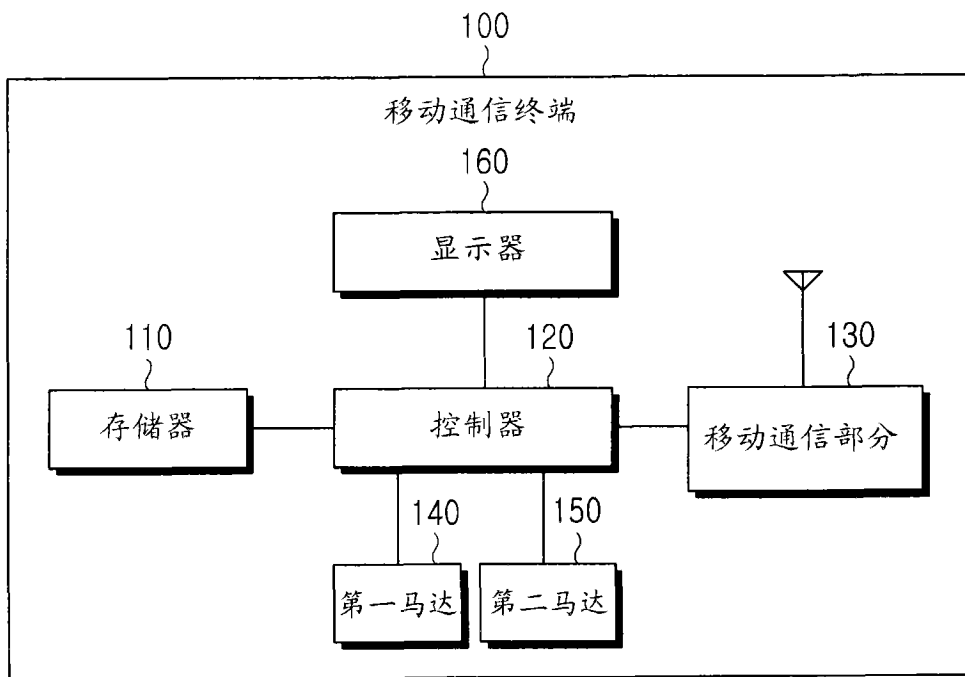 100
移动通信终端
160
显示器
110
120
130
存储器
控制器
移动通信部分
140
150
第一马达
第二马达